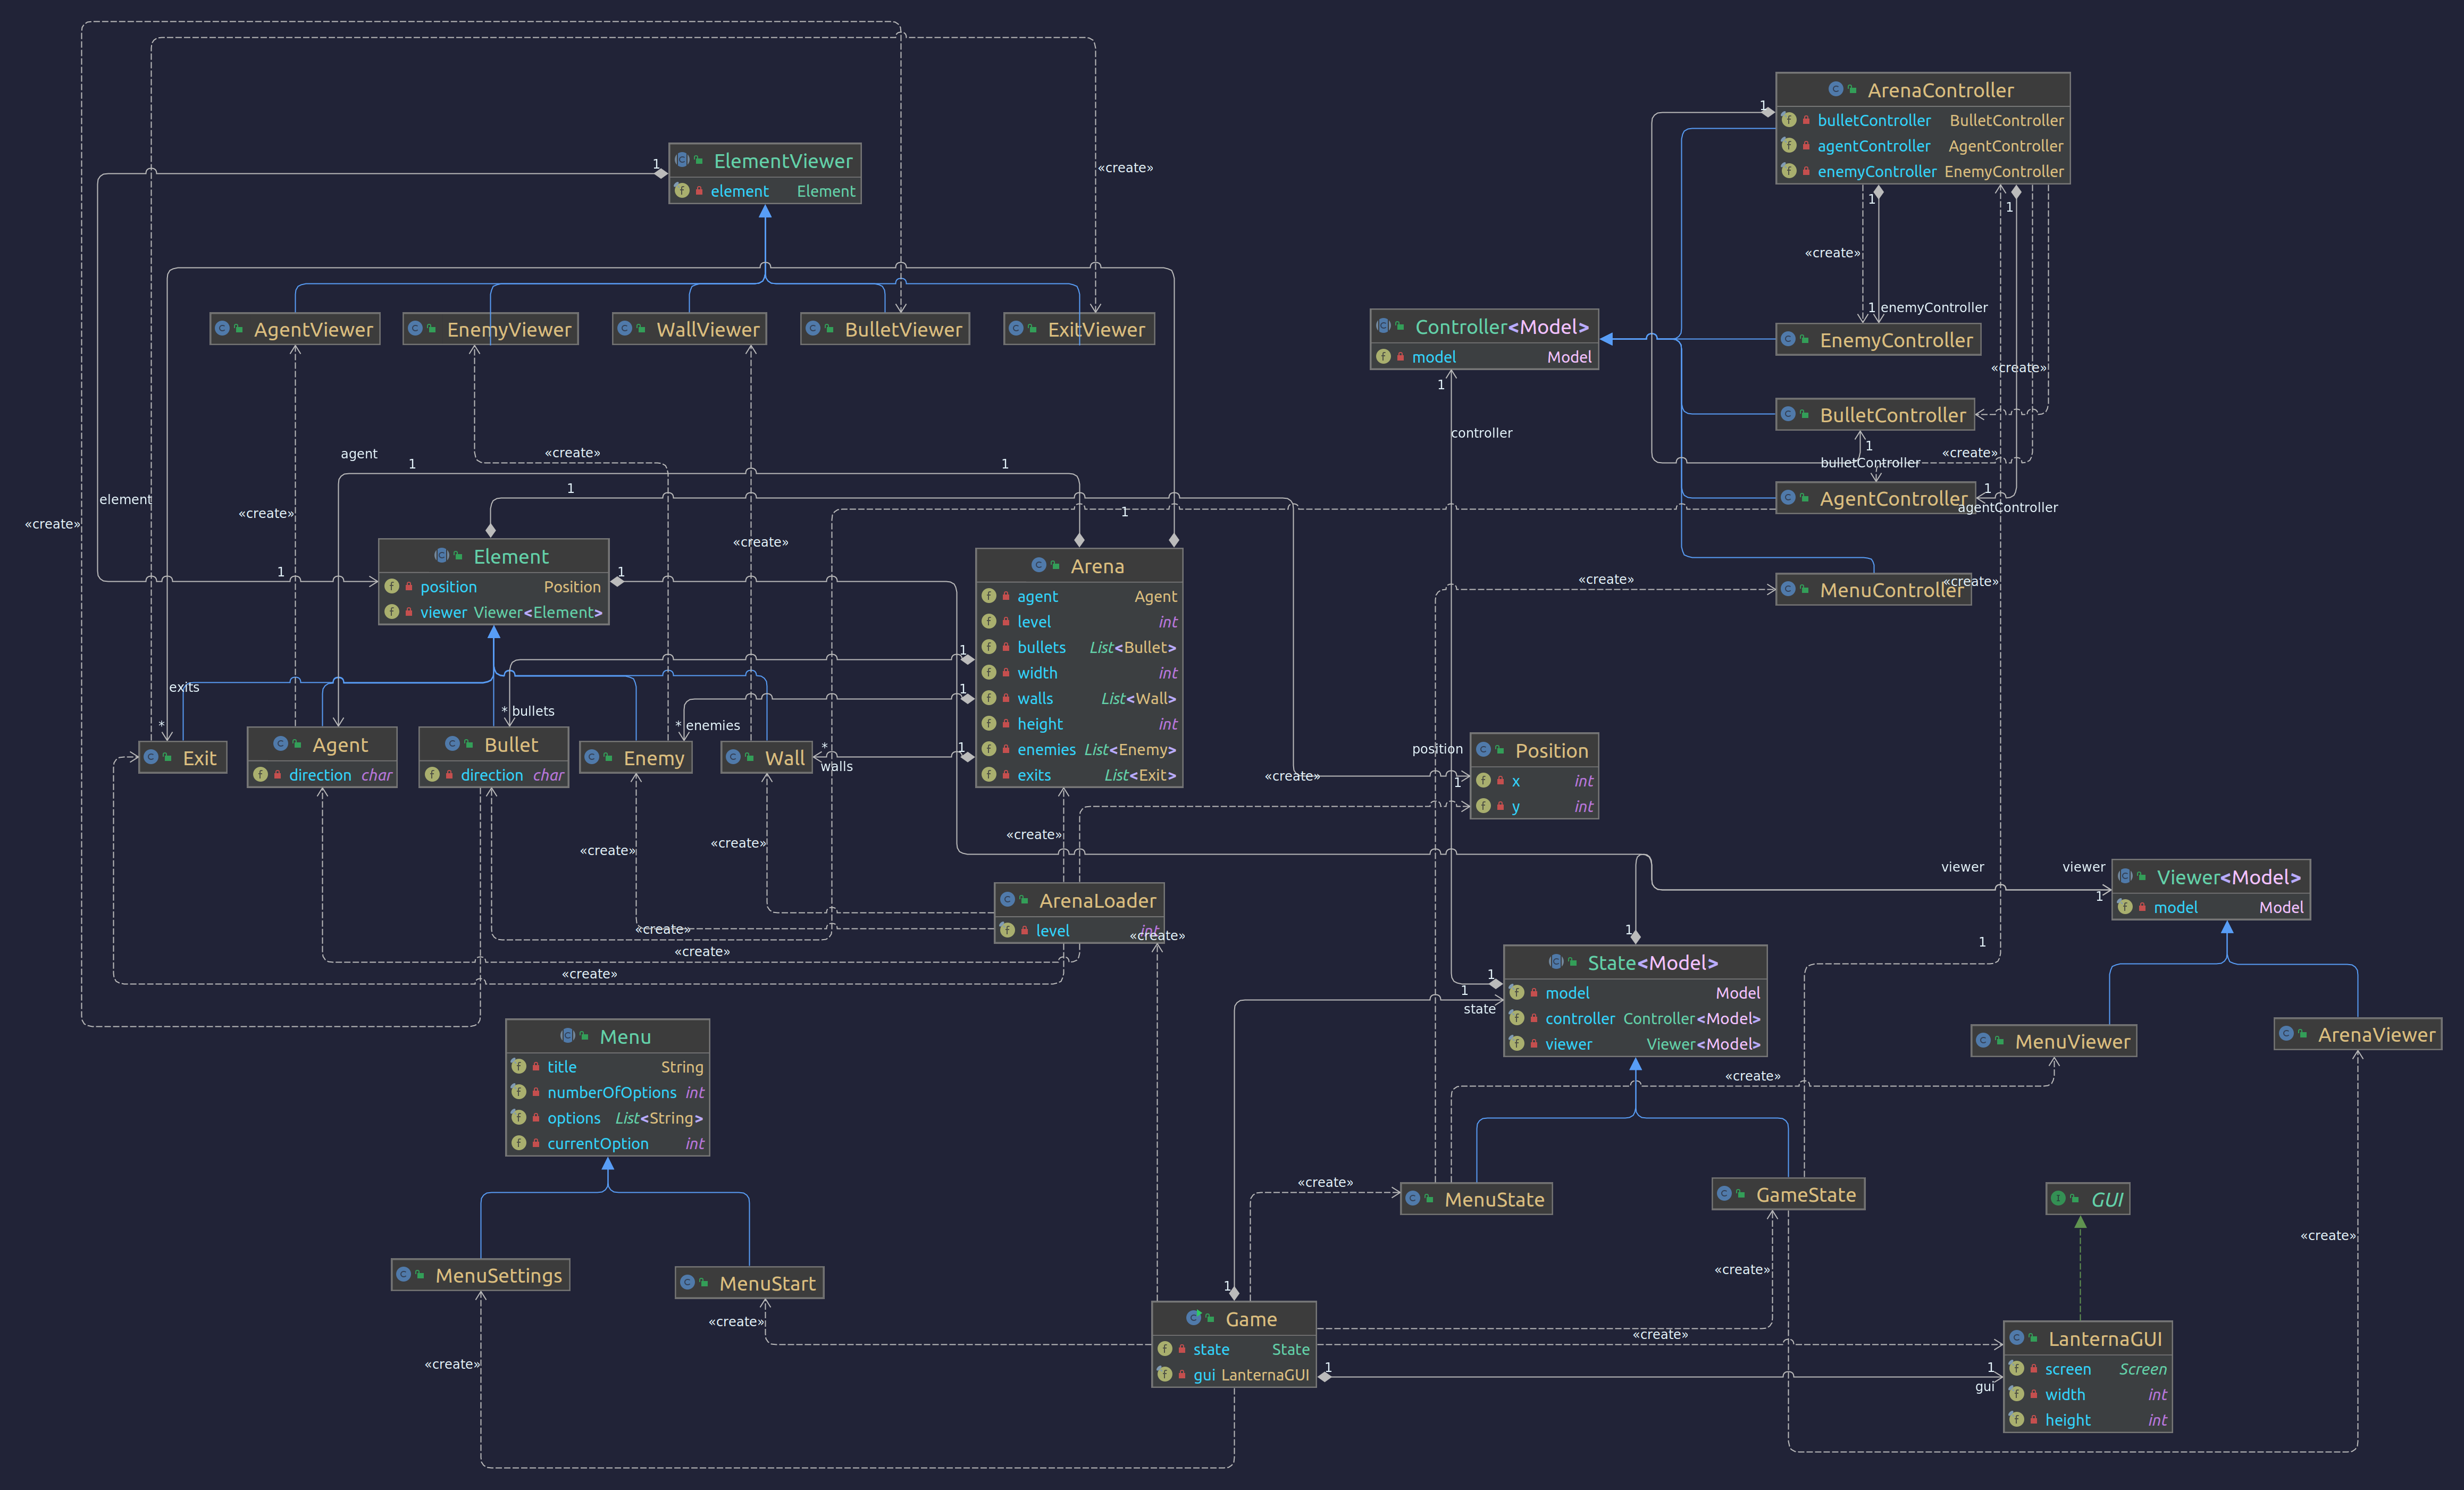 ArenaController
bulletController BulletController
agentController AgentController
enemyController EnemyController
1
1
1
«create»
ElementViewer
element Element
1
«create»
AgentViewer
EnemyViewer
WallViewer
BulletViewer
ExitViewer
Controller<Model>
model Model
1
controller
1 enemyController
EnemyController
«create»
BulletController
1
bulletController
«create»
AgentController
1
agentController
«create»
MenuController
«create»
agent
1
1
«create»
1
element
«create»
«create»
«create»
1
1
Element
position Position
viewer Viewer<Element>
1
Arena
agent Agent
level int
bullets List<Bullet>
width int
walls List<Wall>
height int
enemies List<Enemy>
exits List<Exit>
1
1
1
exits
*
* bullets
* enemies
*
walls
Exit
Agent
direction char
Bullet
direction char
Enemy
Wall
position
1
«create»
Position
x int
y int
«create»
«create»
«create»
ArenaLoader
level int
«create»
«create»
«create»
«create»
viewer
viewer
1
Viewer<Model>
model Model
1
1
State<Model>
model Model
controller Controller<Model>
viewer Viewer<Model>
1
1
state
MenuViewer
ArenaViewer
«create»
Menu
title String
numberOfOptions int
options List<String>
currentOption int
«create»
MenuState
GameState
GUI
«create»
«create»
MenuSettings
MenuStart
«create»
«create»
1
Game
state State
gui LanternaGUI
«create»
1
1
gui
LanternaGUI
screen Screen
width int
height int